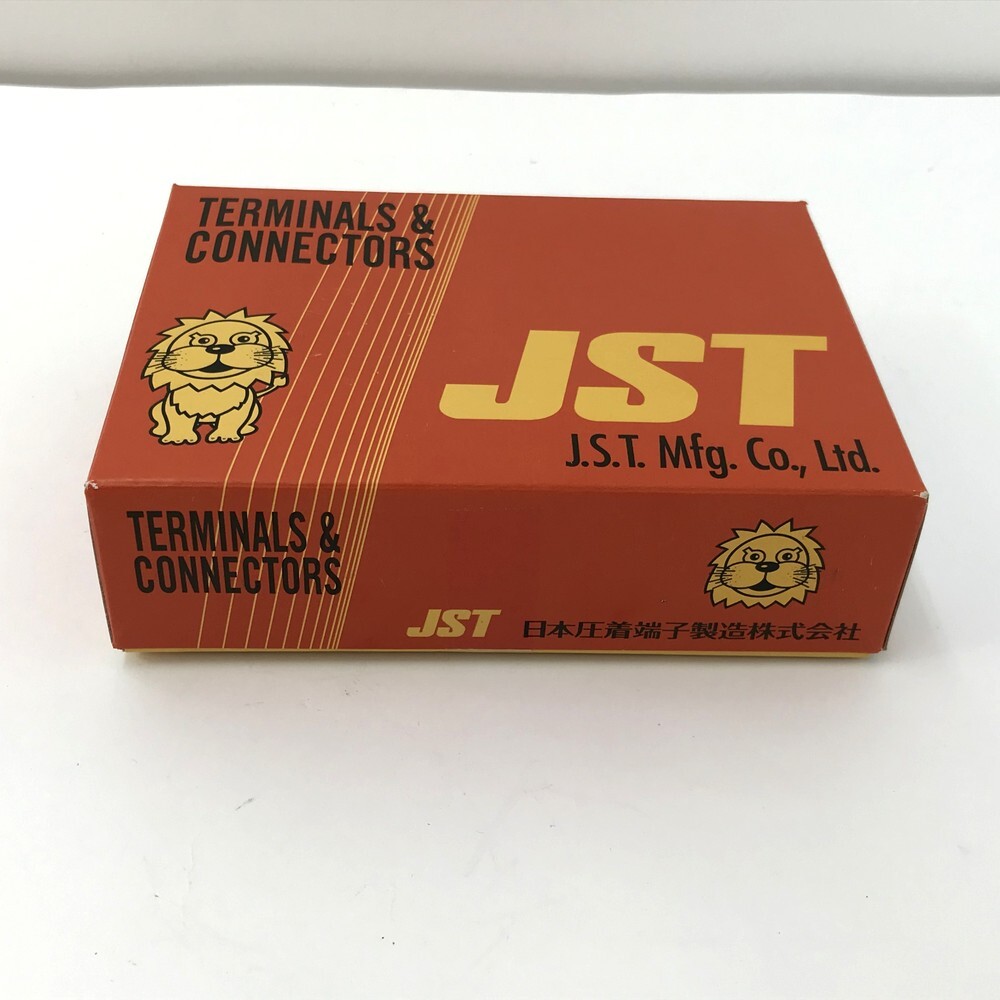 TERMINALS &
CONNECTORS
JST
J.S.T. Mfg. Co., Ltd.
TERMINALS &
CONNECTORS
JST 日本圧着端子製造株式会社